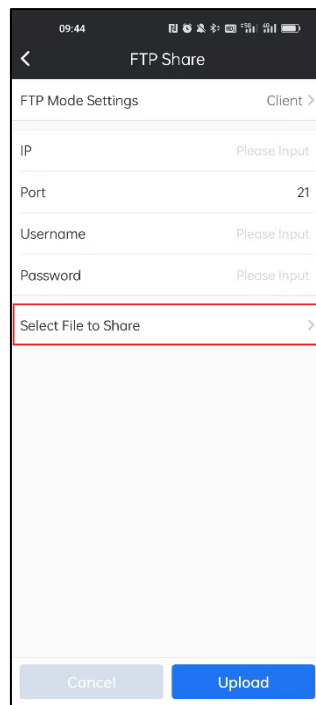 09:44
FTP Share
FTP Mode Settings Client
IP Please Input
Port 21
Username Please Input
Password Please Input
Select File to Share
Cancel Upload